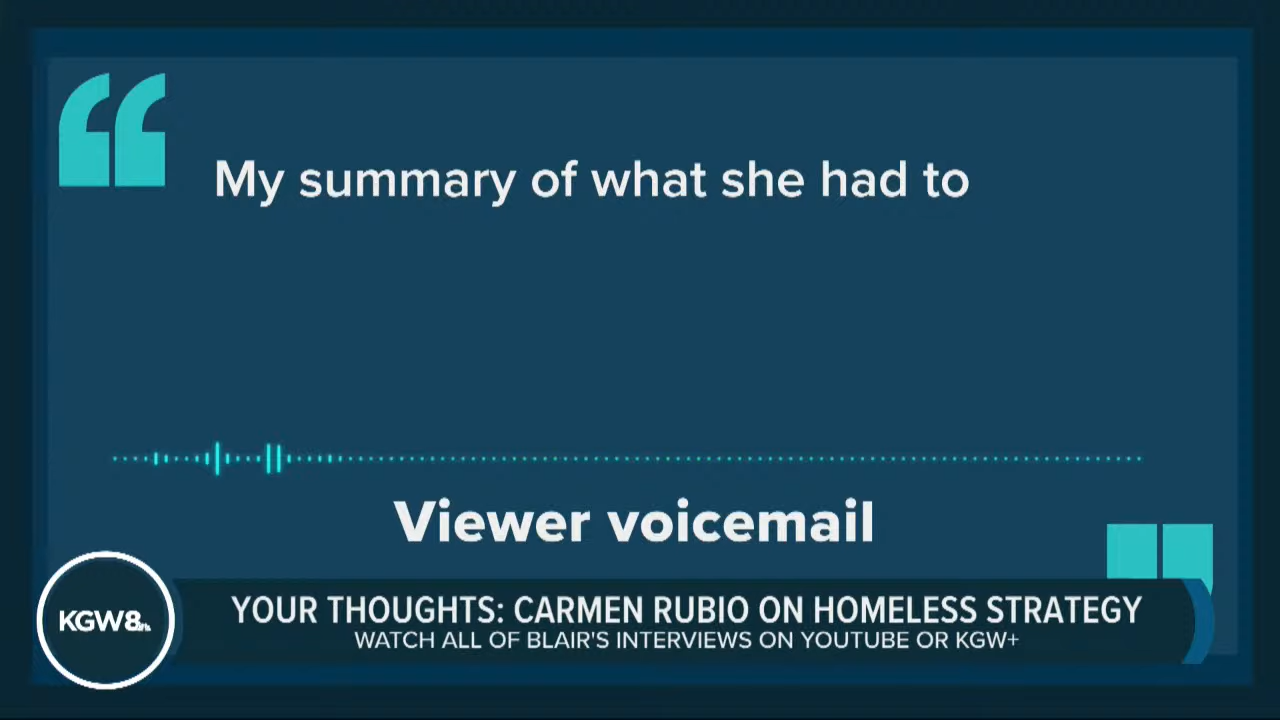 My summary of what she had to
Viewer voicemail
KGW8
YOUR THOUGHTS: CARMEN RUBIO ON HOMELESS STRATEGY
WATCH ALL OF BLAIR'S INTERVIEWS ON YOUTUBE OR KGW+